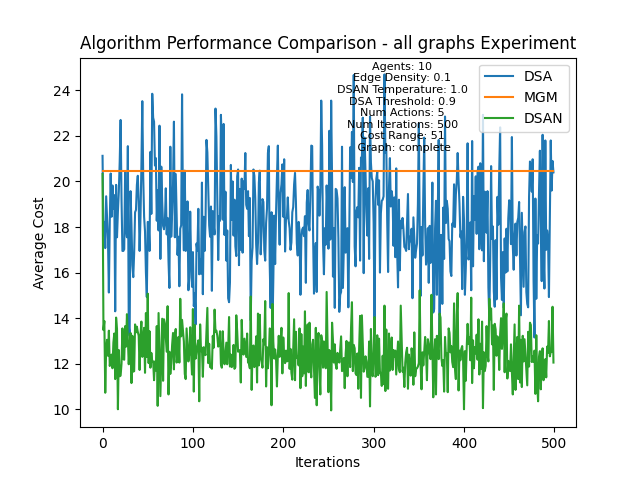 Algorithm Performance Comparison - all graphs Experiment
Agents: 10
Edge Density: 0.1
DSAN Temperature: 1.0
DSA Threshold: 0.9
Num Actions: 5
Num Iterations: 500
Cost Range: 51
Graph: complete
DSA
MGM
DSAN
Average Cost
24
22
20
18
16
14
12
10
0
100
200
300
400
500
Iterations